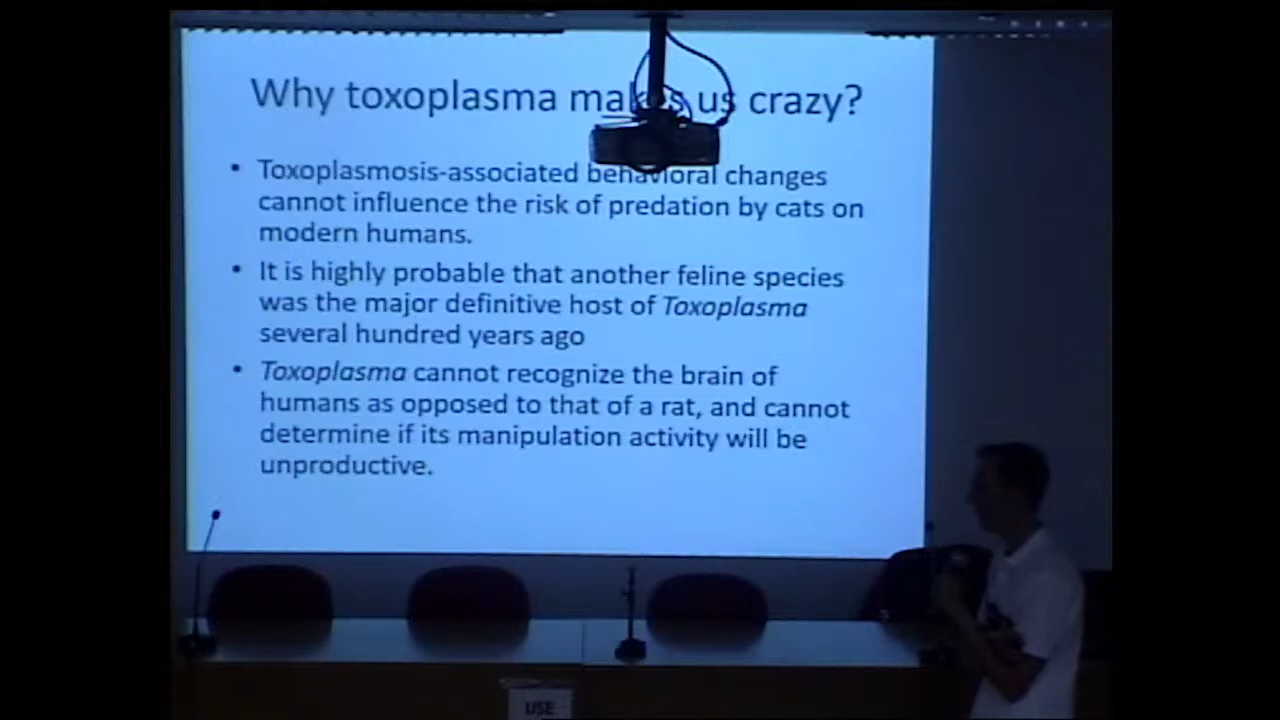 Why toxoplasma makes us crazy?
• Toxoplasmosis-associated behavioral changes
cannot influence the risk of predation by cats on
modern humans.
• It is highly probable that another feline species
was the major definitive host of Toxoplasma
several hundred years ago
• Toxoplasma cannot recognize the brain of
humans as opposed to that of a rat, and cannot
determine if its manipulation activity will be
unproductive.
USE